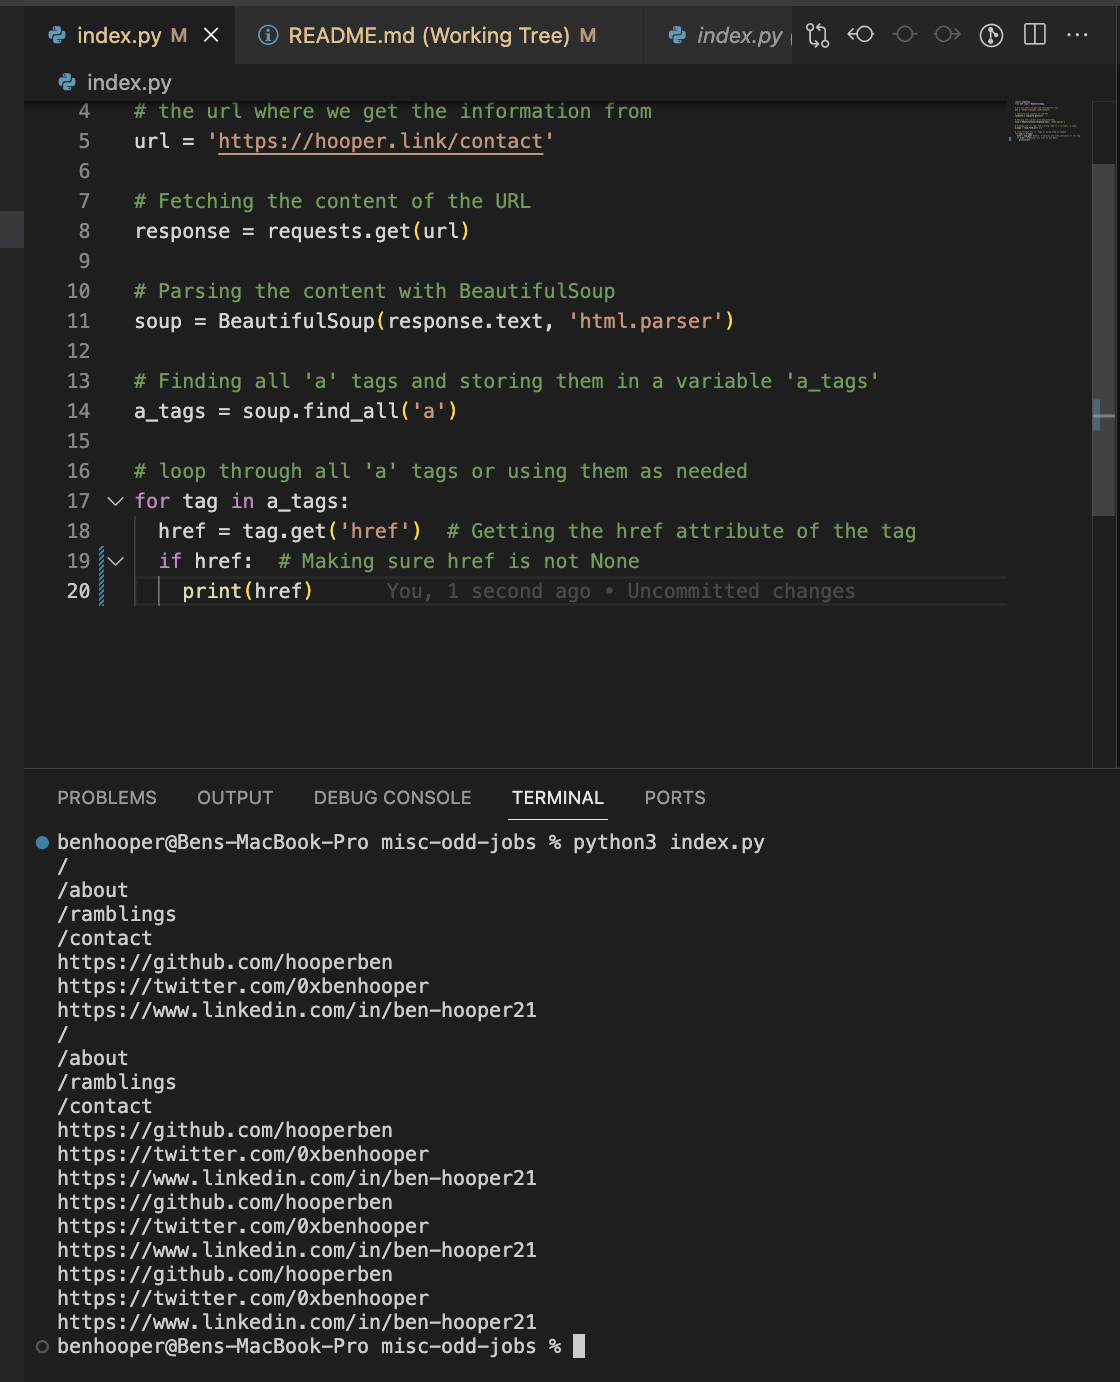 index.py M
README.md (Working Tree) M
index.py
index.py
4 # the url where we get the information from
5 url = 'https://hooper.link/contact'
6
7 # Fetching the content of the URL
8 response = requests.get(url)
9
10 # Parsing the content with BeautifulSoup
11 soup = BeautifulSoup(response.text, 'html.parser')
12
13 # Finding all 'a' tags and storing them in a variable 'a_tags'
14 a_tags = soup.find_all('a')
15
16 # loop through all 'a' tags or using them as needed
17 for tag in a_tags:
18 href = tag.get('href')  # Getting the href attribute of the tag
19 if href:  # Making sure href is not None
20 print(href) You, 1 second ago • Uncommitted changes
PROBLEMS OUTPUT DEBUG CONSOLE TERMINAL PORTS
benhooper@Bens-MacBook-Pro misc-odd-jobs % python3 index.py
/
/about
/ramblings
/contact
https://github.com/hooperben
https://twitter.com/0xbenhooper
https://www.linkedin.com/in/ben-hooper21
/
/about
/ramblings
/contact
https://github.com/hooperben
https://twitter.com/0xbenhooper
https://www.linkedin.com/in/ben-hooper21
https://github.com/hooperben
https://twitter.com/0xbenhooper
https://www.linkedin.com/in/ben-hooper21
https://github.com/hooperben
https://twitter.com/0xbenhooper
https://www.linkedin.com/in/ben-hooper21
benhooper@Bens-MacBook-Pro misc-odd-jobs %